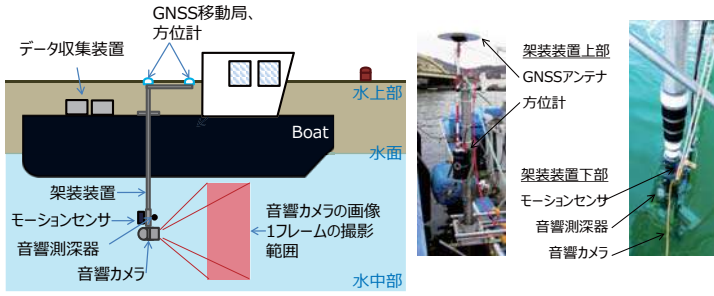 GNSS移動局、
方位計
データ収集装置
水上部
Boat
水面
架装装置
モーションセンサ
音響測深器
音響カメラ
音響カメラの画像
1フレームの撮影
範囲
水中部
架装装置上部
GNSSアンテナ
方位計
架装装置下部
モーションセンサ
音響測深器
音響カメラ